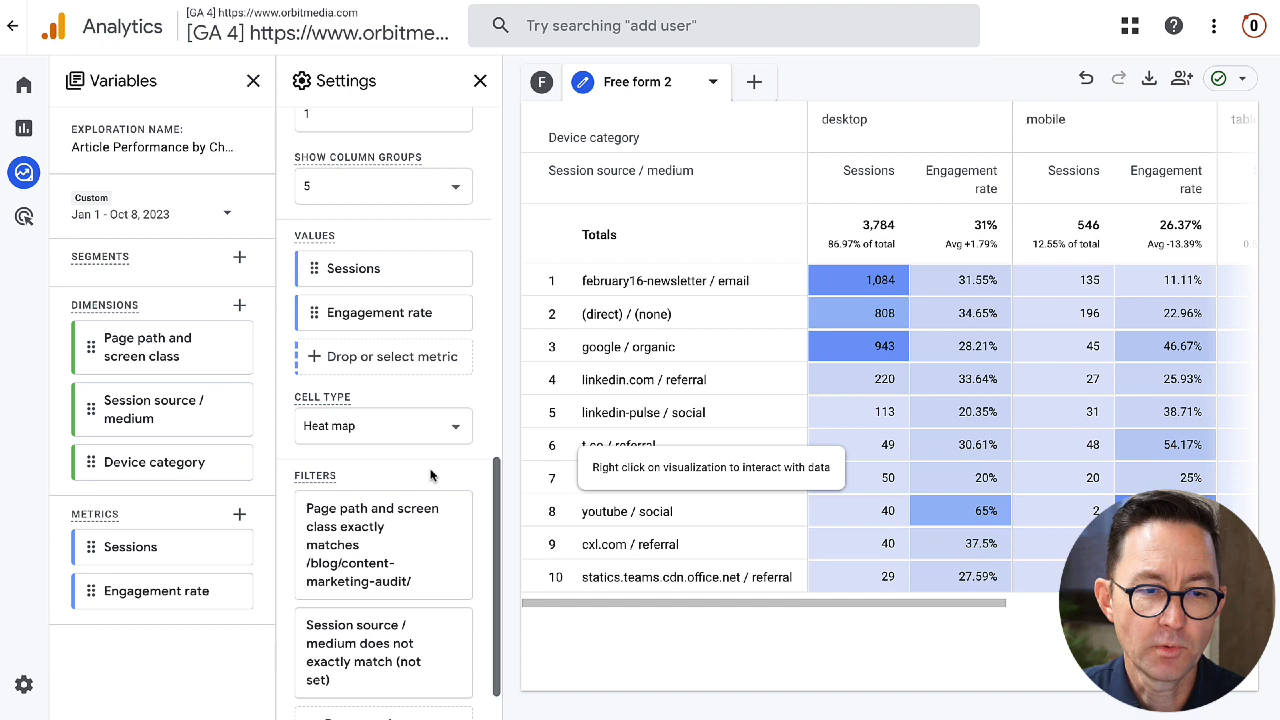 Analytics
[GA 4] https://www.orbitmedia.com
[GA 4] https://www.orbitme...
Try searching "add user"
Variables
EXPLORATION NAME:
Article Performance by Ch...
Custom
Jan 1 - Oct 8, 2023
SEGMENTS
DIMENSIONS
Page path and
screen class
Session source /
medium
Device category
METRICS
Sessions
Engagement rate
Settings
1
SHOW COLUMN GROUPS
5
VALUES
Sessions
Engagement rate
Drop or select metric
CELL TYPE
Heat map
FILTERS
Page path and screen
class exactly
matches
/blog/content-
marketing-audit/
Session source /
medium does not
exactly match (not
set)
F
Free form 2
Device category
desktop
mobile
Session source / medium
Sessions
Engagement
rate
Sessions
Engagement
rate
Totals
3,784
31%
546
26.37%
86.97% of total
Avg +1.79%
12.55% of total
Avg -13.39%
1 february16-newsletter / email 1,084 31.55% 135 11.11%
2 (direct) / (none) 808 34.65% 196 22.96%
3 google / organic 943 28.21% 45 46.67%
4 linkedin.com / referral 220 33.64% 27 25.93%
5 linkedin-pulse / social 113 20.35% 31 38.71%
6 t.co / referral 49 30.61% 48 54.17%
Right click on visualization to interact with data
7 50 20% 20 25%
8 youtube / social 40 65% 2
9 cxl.com / referral 40 37.5%
10 statics.teams.cdn.office.net / referral 29 27.59%